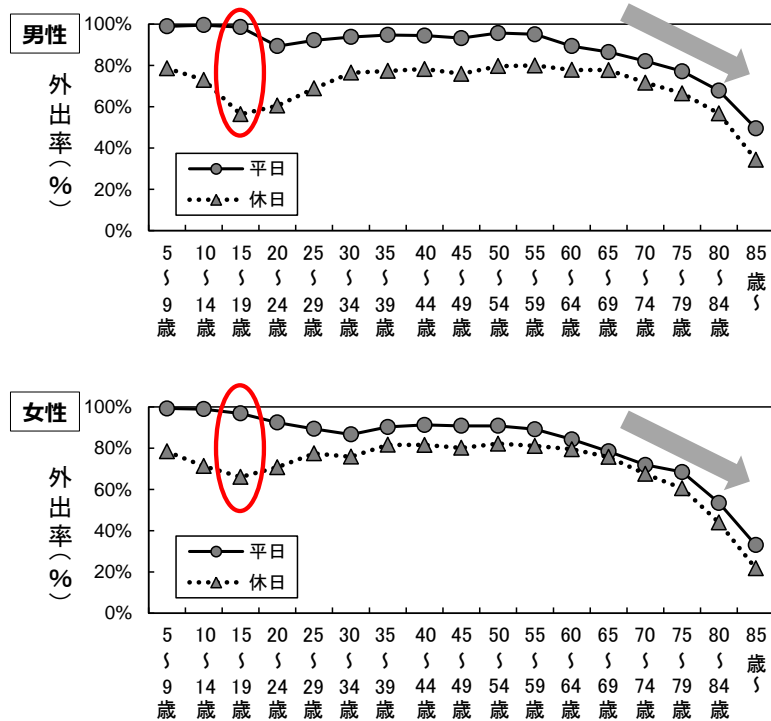 男性
外出率(%)
100%
80%
60%
40%
20%
0%
平日
休日
5～9歳
10～14歳
15～19歳
20～24歳
25～29歳
30～34歳
35～39歳
40～44歳
45～49歳
50～54歳
55～59歳
60～64歳
65～69歳
70～74歳
75～79歳
80～84歳
85歳～
女性
外出率(%)
100%
80%
60%
40%
20%
0%
平日
休日
5～9歳
10～14歳
15～19歳
20～24歳
25～29歳
30～34歳
35～39歳
40～44歳
45～49歳
50～54歳
55～59歳
60～64歳
65～69歳
70～74歳
75～79歳
80～84歳
85歳～